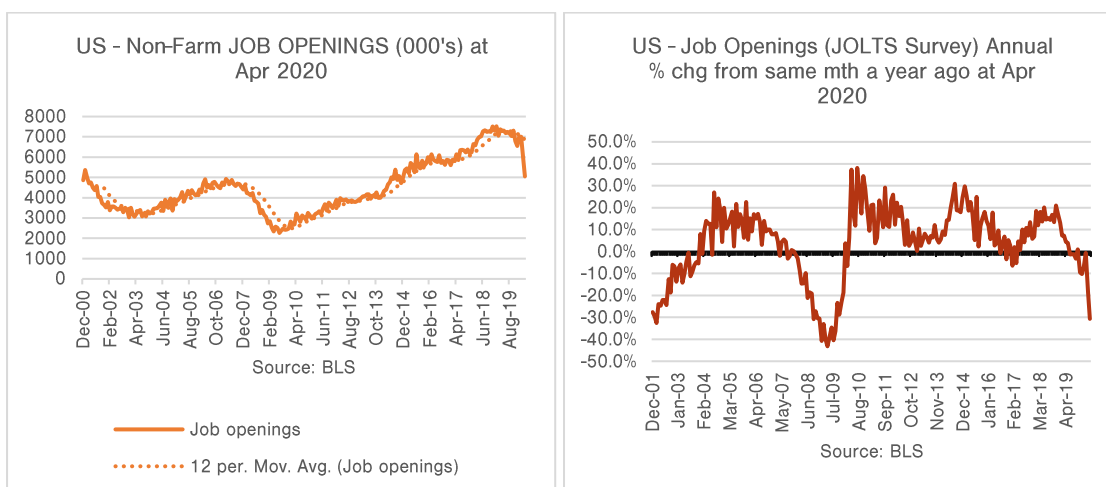 US - Non-Farm JOB OPENINGS (000's) at
Apr 2020
8000
7000
6000
5000
4000
3000
2000
1000
0
Dec-00
Feb-02
Apr-03
Jun-04
Aug-05
Oct-06
Dec-07
Feb-09
Apr-10
Jun-11
Aug-12
Oct-13
Dec-14
Feb-16
Apr-17
Jun-18
Aug-19
Source: BLS
Job openings
12 per. Mov. Avg. (Job openings)
US - Job Openings (JOLTS Survey) Annual
% chg from same mth a year ago at Apr
2020
50.0%
40.0%
30.0%
20.0%
10.0%
0.0%
-10.0%
-20.0%
-30.0%
-40.0%
-50.0%
Dec-01
Jan-03
Feb-04
Mar-05
Apr-06
May-07
Jun-08
Jul-09
Aug-10
Sep-11
Oct-12
Nov-13
Dec-14
Jan-16
Feb-17
Mar-18
Apr-19
Source: BLS